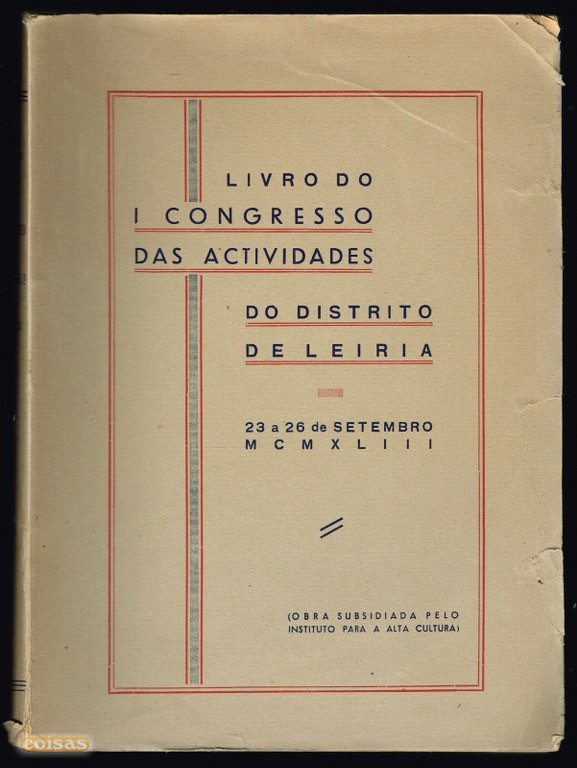 LIVRO DO
I CONGRESSO
DAS ACTIVIDADES
DO DISTRITO
DE LEIRIA
23 a 26 de SETEMBRO
MCMXLIII
(OBRA SUBSIDIADA PELO
INSTITUTO PARA A ALTA CULTURA)
coisas